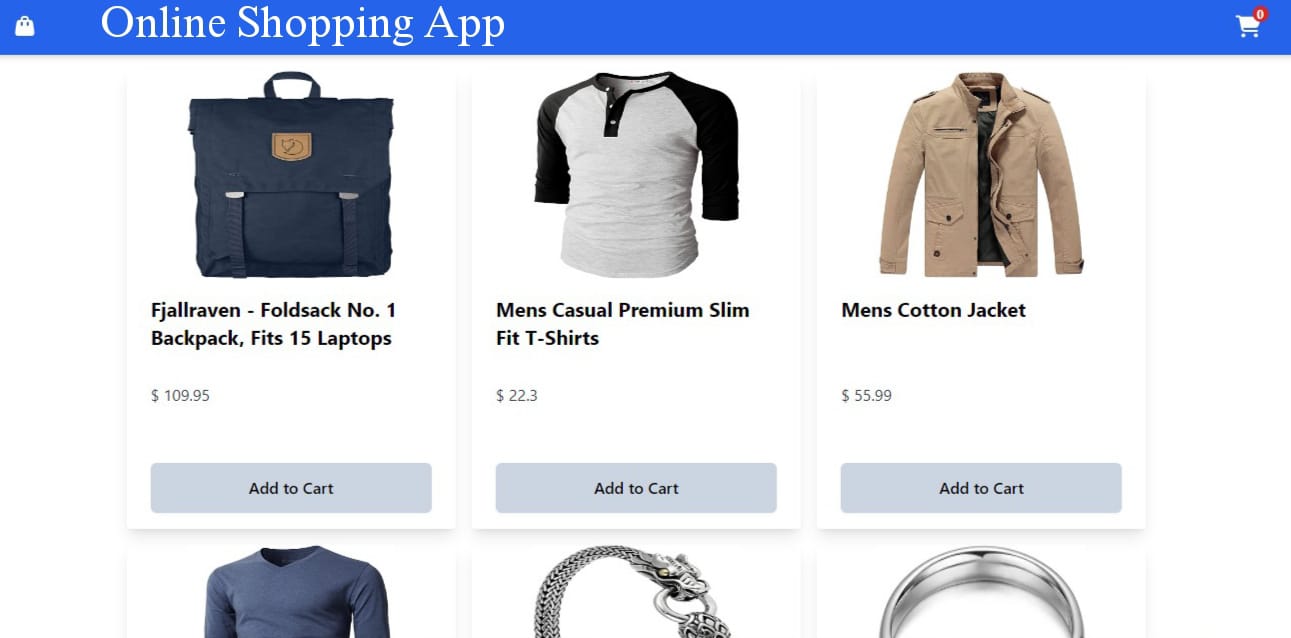 Online Shopping App
0
Fjallraven - Foldsack No. 1
Backpack, Fits 15 Laptops
$ 109.95
Add to Cart
Mens Casual Premium Slim
Fit T-Shirts
$ 22.3
Add to Cart
Mens Cotton Jacket
$ 55.99
Add to Cart